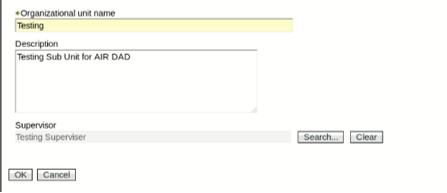 *Organizational unit name
Testing
Description
Testing Sub Unit for AIR DAD
Supervisor
Testing Superviser
Search...
Clear
OK
Cancel